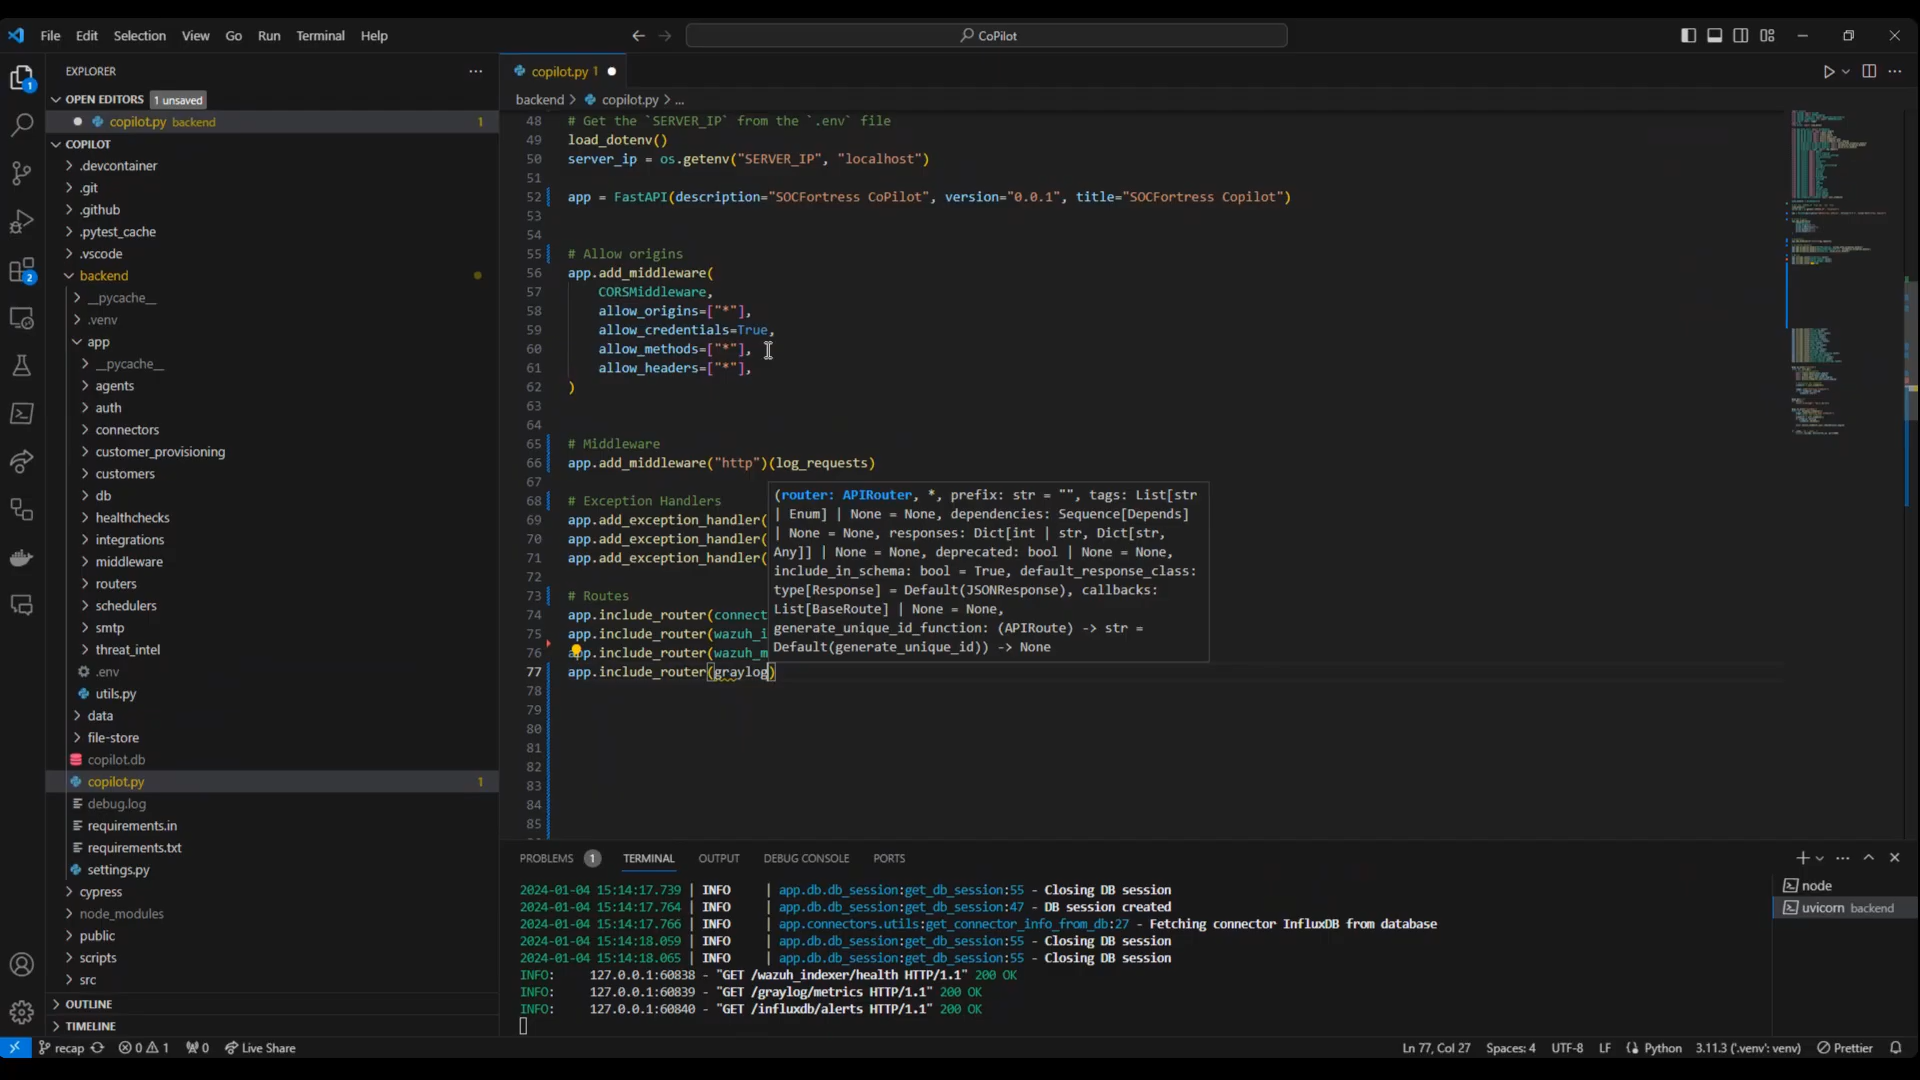 File Edit Selection View Go Run Terminal Help
CoPilot
EXPLORER
OPEN EDITORS 1 unsaved
copilot.py backend 1
COPILOT
.devcontainer
.git
.github
.pytest_cache
.vscode
backend
__pycache__
.venv
app
__pycache__
agents
auth
connectors
customer_provisioning
customers
db
healthchecks
integrations
middleware
routers
schedulers
smtp
threat_intel
.env
utils.py
data
file-store
copilot.db
copilot.py 1
debug.log
requirements.in
requirements.txt
settings.py
cypress
node_modules
public
scripts
src
OUTLINE
TIMELINE
1
2
copilot.py 1
backend > copilot.py > ...
48 # Get the `SERVER_IP` from the `.env` file
49 load_dotenv()
50 server_ip = os.getenv("SERVER_IP", "localhost")
51
52 app = FastAPI(description="SOCFortress CoPilot", version="0.0.1", title="SOCFortress Copilot")
53
54
55 # Allow origins
56 app.add_middleware(
57 CORSMiddleware,
58 allow_origins=["*"],
59 allow_credentials=True,
60 allow_methods=["*"],
61 allow_headers=["*"],
62 )
63
64
65 # Middleware
66 app.add_middleware("http")(log_requests)
67
68 # Exception Handlers
69 app.add_exception_handler(
70 app.add_exception_handler(
71 app.add_exception_handler(
72
73 # Routes
74 app.include_router(connect
75 app.include_router(wazuh_i
76 app.include_router(wazuh_m
77 app.include_router(graylog)
78
79
80
81
82
83
84
85
(router: APIRouter, *, prefix: str = "", tags: List[str
| Enum] | None = None, dependencies: Sequence[Depends]
| None = None, responses: Dict[int | str, Dict[str,
Any]] | None = None, deprecated: bool | None = None,
include_in_schema: bool = True, default_response_class:
type[Response] = Default(JSONResponse), callbacks:
List[BaseRoute] | None = None,
generate_unique_id_function: (APIRoute) -> str =
Default(generate_unique_id)) -> None
PROBLEMS 1 TERMINAL OUTPUT DEBUG CONSOLE PORTS
2024-01-04 15:14:17.739 | INFO | app.db.db_session:get_db_session:55 - Closing DB session
2024-01-04 15:14:17.764 | INFO | app.db.db_session:get_db_session:47 - DB session created
2024-01-04 15:14:17.766 | INFO | app.connectors.utils:get_connector_info_from_db:27 - Fetching connector InfluxDB from database
2024-01-04 15:14:18.059 | INFO | app.db.db_session:get_db_session:55 - Closing DB session
2024-01-04 15:14:18.065 | INFO | app.db.db_session:get_db_session:55 - Closing DB session
INFO: 127.0.0.1:60838 - "GET /wazuh_indexer/health HTTP/1.1" 200 OK
INFO: 127.0.0.1:60839 - "GET /graylog/metrics HTTP/1.1" 200 OK
INFO: 127.0.0.1:60840 - "GET /influxdb/alerts HTTP/1.1" 200 OK
node
uvicorn backend
recap 0 1 0 Live Share Ln 77, Col 27 Spaces: 4 UTF-8 LF Python 3.11.3 ('.venv': venv) Prettier